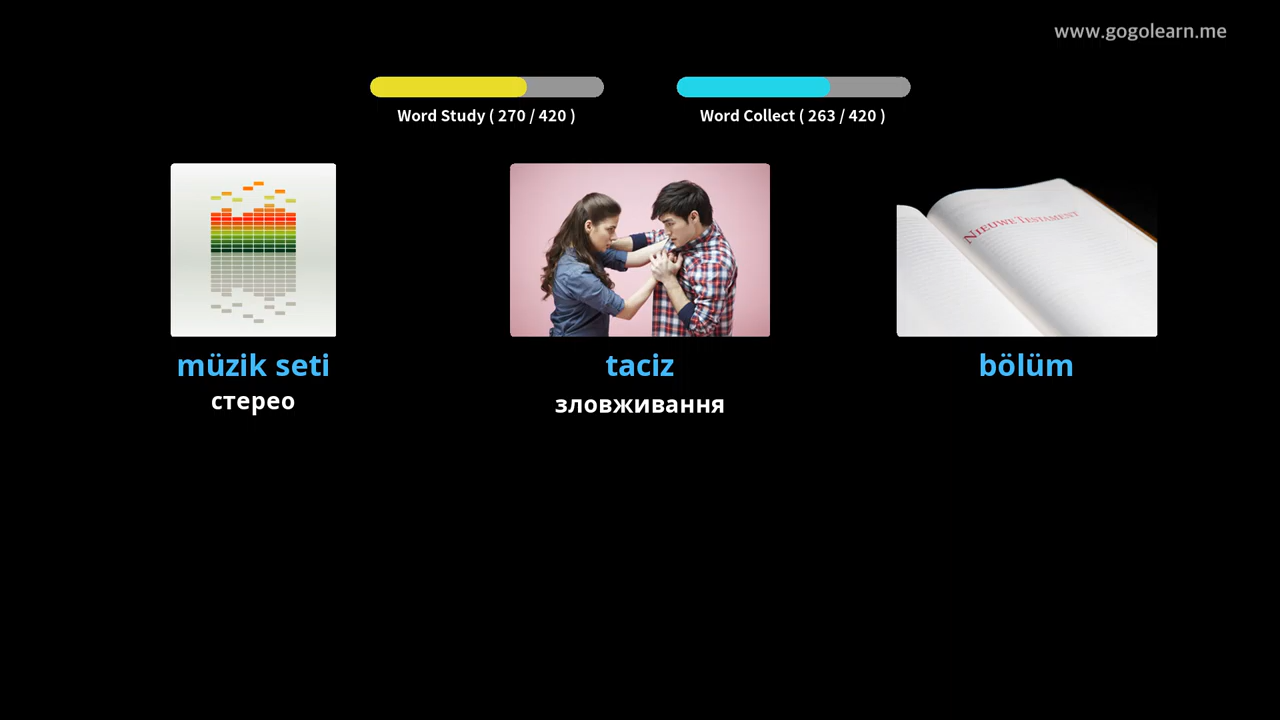 www.gogolearn.me
Word Study ( 270 / 420 )
Word Collect ( 263 / 420 )
NIEUWE TESTAMENT
müzik seti
taciz
bölüm
стерео
зловживання